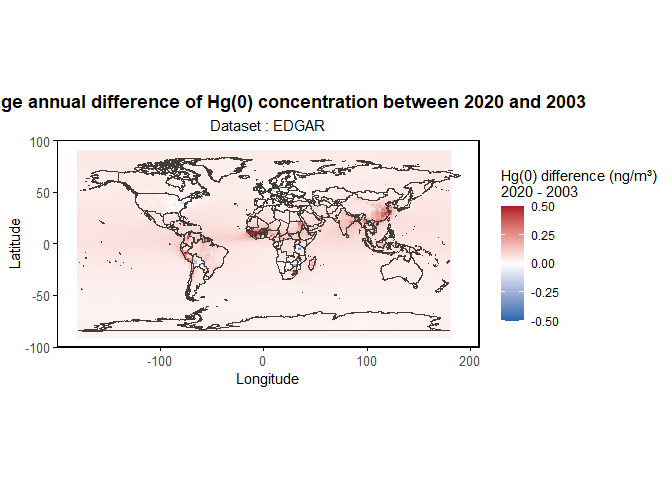 ge annual difference of Hg(0) concentration between 2020 and 2003
Dataset : EDGAR
Hg(0) difference (ng/m³)
2020 - 2003
0.50
0.25
0.00
-0.25
-0.50
Latitude
100
50
0
-50
-100
-100
0
100
200
Longitude